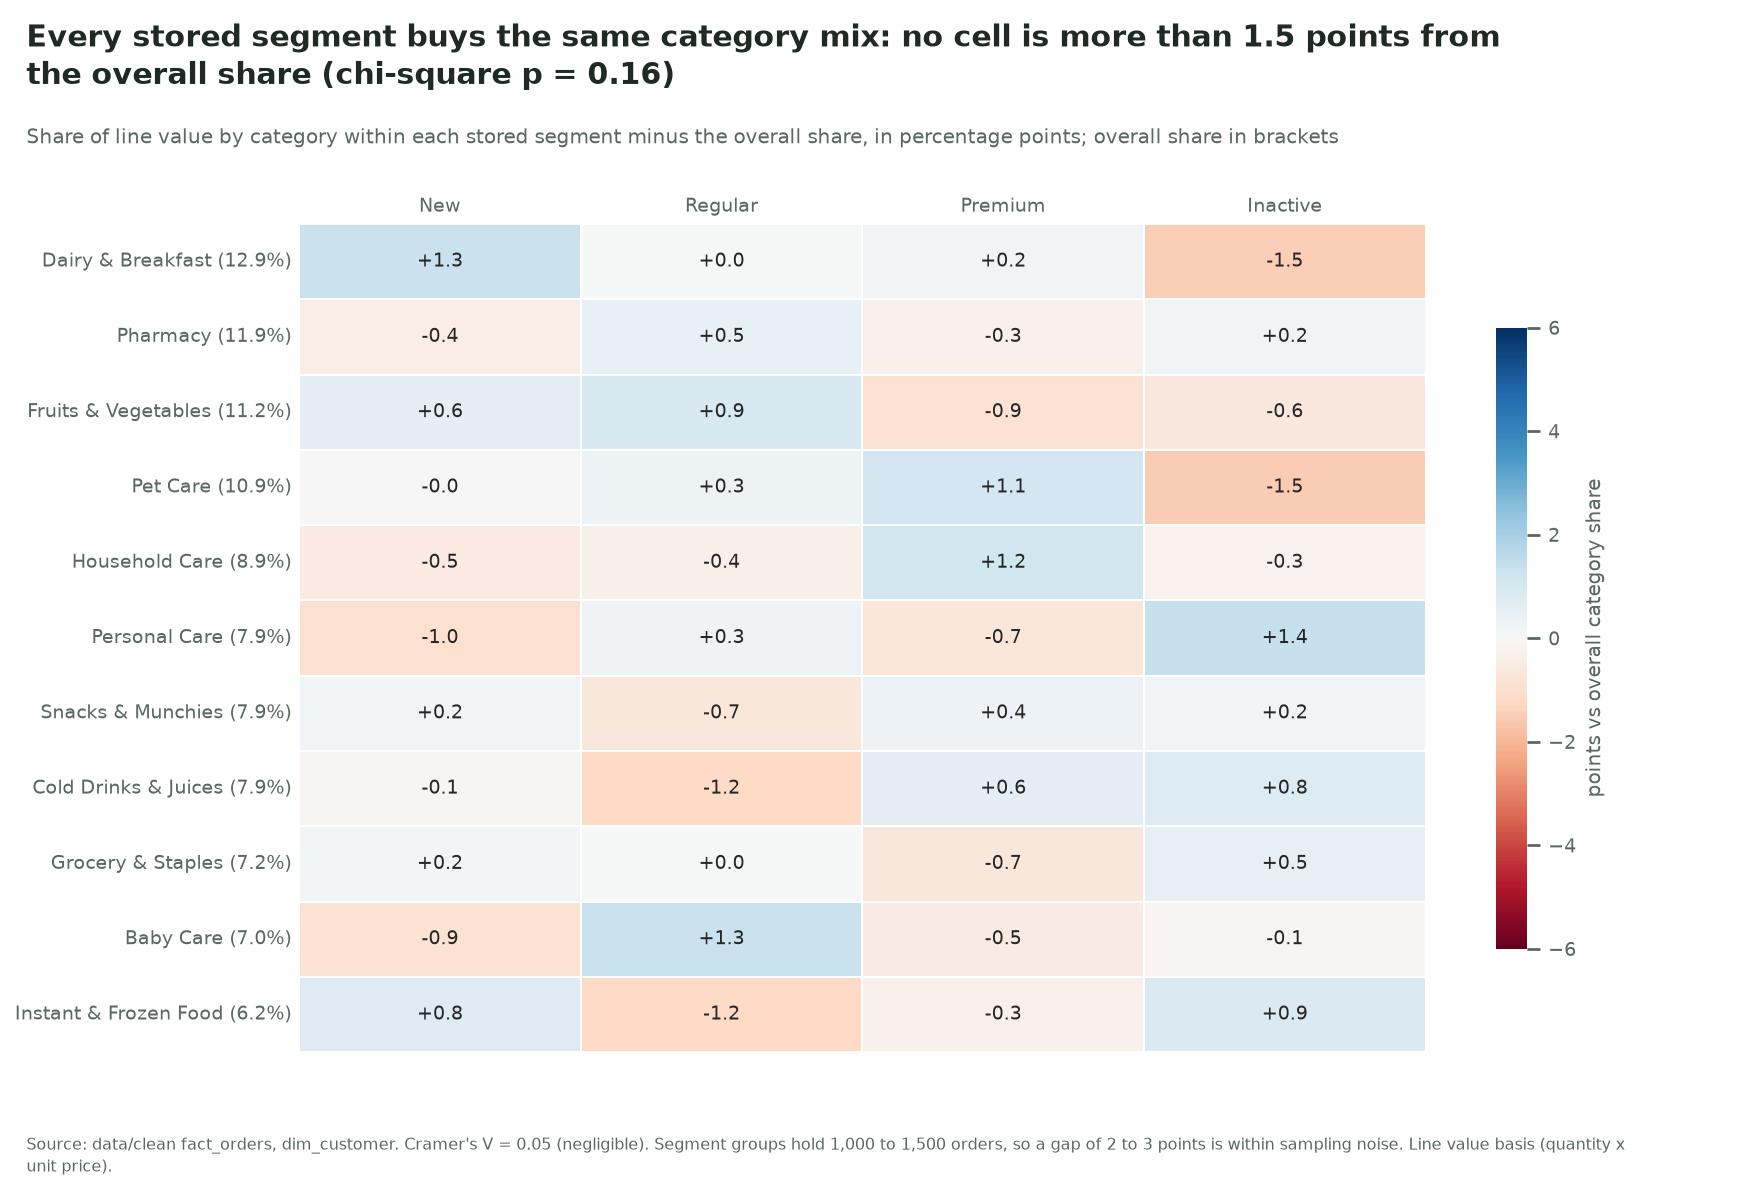 Every stored segment buys the same category mix: no cell is more than 1.5 points from
the overall share (chi-square p = 0.16)
Share of line value by category within each stored segment minus the overall share, in percentage points; overall share in brackets
New Regular Premium Inactive
Dairy & Breakfast (12.9%) +1.3 +0.0 +0.2 -1.5
Pharmacy (11.9%) -0.4 +0.5 -0.3 +0.2
Fruits & Vegetables (11.2%) +0.6 +0.9 -0.9 -0.6
Pet Care (10.9%) -0.0 +0.3 +1.1 -1.5
Household Care (8.9%) -0.5 -0.4 +1.2 -0.3
Personal Care (7.9%) -1.0 +0.3 -0.7 +1.4
Snacks & Munchies (7.9%) +0.2 -0.7 +0.4 +0.2
Cold Drinks & Juices (7.9%) -0.1 -1.2 +0.6 +0.8
Grocery & Staples (7.2%) +0.2 +0.0 -0.7 +0.5
Baby Care (7.0%) -0.9 +1.3 -0.5 -0.1
Instant & Frozen Food (6.2%) +0.8 -1.2 -0.3 +0.9
6
4
2
0
−2
−4
−6
points vs overall category share
Source: data/clean fact_orders, dim_customer. Cramer's V = 0.05 (negligible). Segment groups hold 1,000 to 1,500 orders, so a gap of 2 to 3 points is within sampling noise. Line value basis (quantity x
unit price).